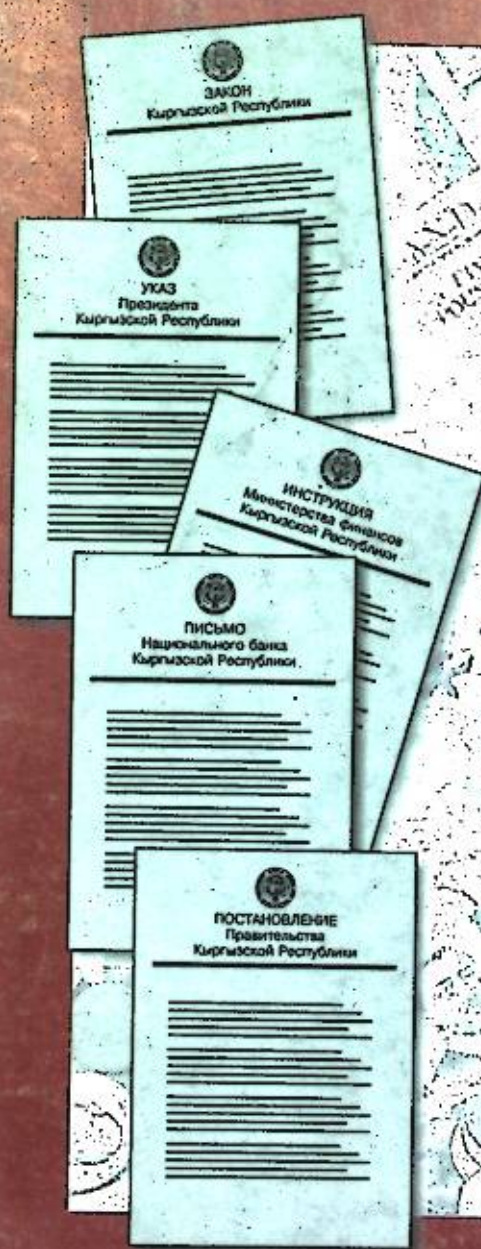 ЗАКОН
Кыргызской Республики
УКАЗ
Президента
Кыргызской Республики
ИНСТРУКЦИЯ
Министерства финансов
Кыргызской Республики
ПИСЬМО
Национального банка
Кыргызской Республики
ПОСТАНОВЛЕНИЕ
Правительства
Кыргызской Республики